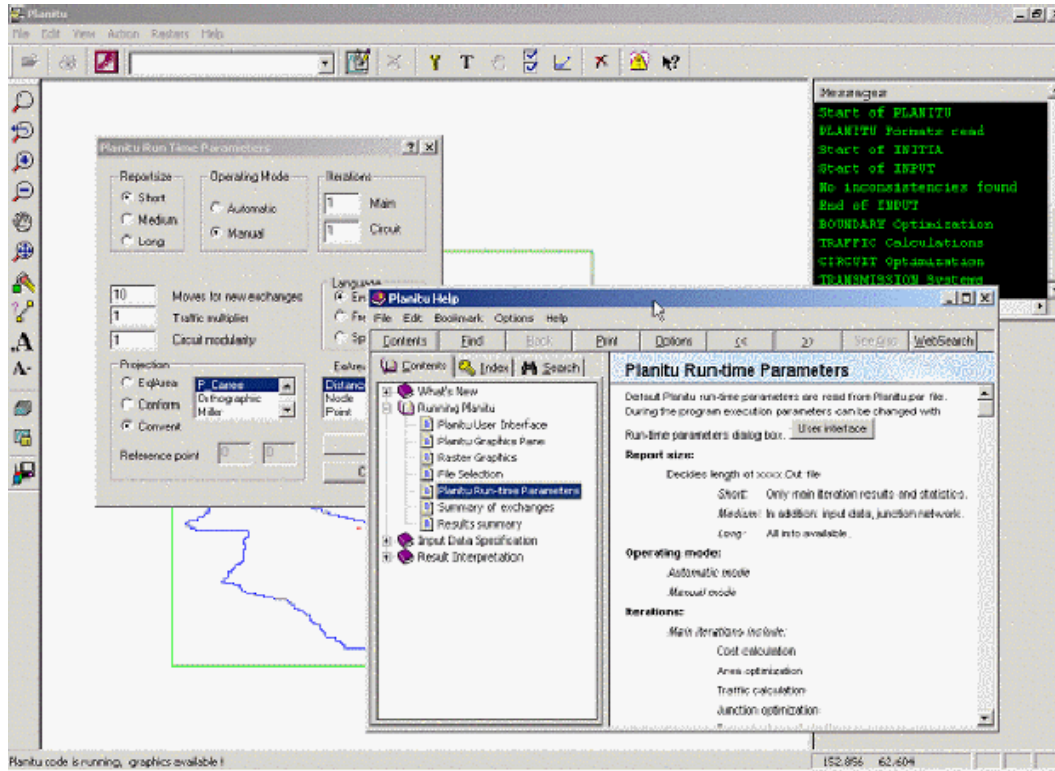 Planitu
File Edit View Action Rasters Help
T
A
A-
Messages
Start of PLANITU
PLANITU Formats read
Start of INITIA
Start of INPUT
No inconsistencies found
End of INPUT
BOUNDARY Optimization
TRAFFIC Calculations
CIRCUIT Optimization
TRANSMISSION Systems
Planitu Run Time Parameters
Reportsize
Short
Medium
Long
Operating Mode
Automatic
Manual
Iterations
1 Main
1 Circuit
10 Moves for new exchanges
1 Traffic multiplier
1 Circuit modularity
Language
Projection
EqArea
Conform
Convent
P_Carree
Orthographic
Miller
Distance
Node
Point
Reference point 0 0
Planitu Help
File Edit Bookmark Options Help
Contents Find Back Print Options << >> See Also WebSearch
Contents Index Search
What's New
Running Planitu
Planitu User Interface
Planitu Graphics Pane
Raster Graphics
File Selection
Planitu Run-time Parameters
Summary of exchanges
Results summary
Input Data Specification
Result Interpretation
Planitu Run-time Parameters
Default Planitu run-time parameters are read from Planitu.par file.
During the program execution parameters can be changed with
Run-time parameters dialog box. User interface
Report size:
Decides length of xxxx.Out file
Short: Only main iteration results and statistics.
Medium: In addition: input data, junction network.
Long: All info available.
Operating mode:
Automatic mode
Manual mode
Iterations:
Main iterations include:
Cost calculation
Area optimization
Traffic calculation
Junction optimization
Planitu code is running, graphics available !
152.856 62.604